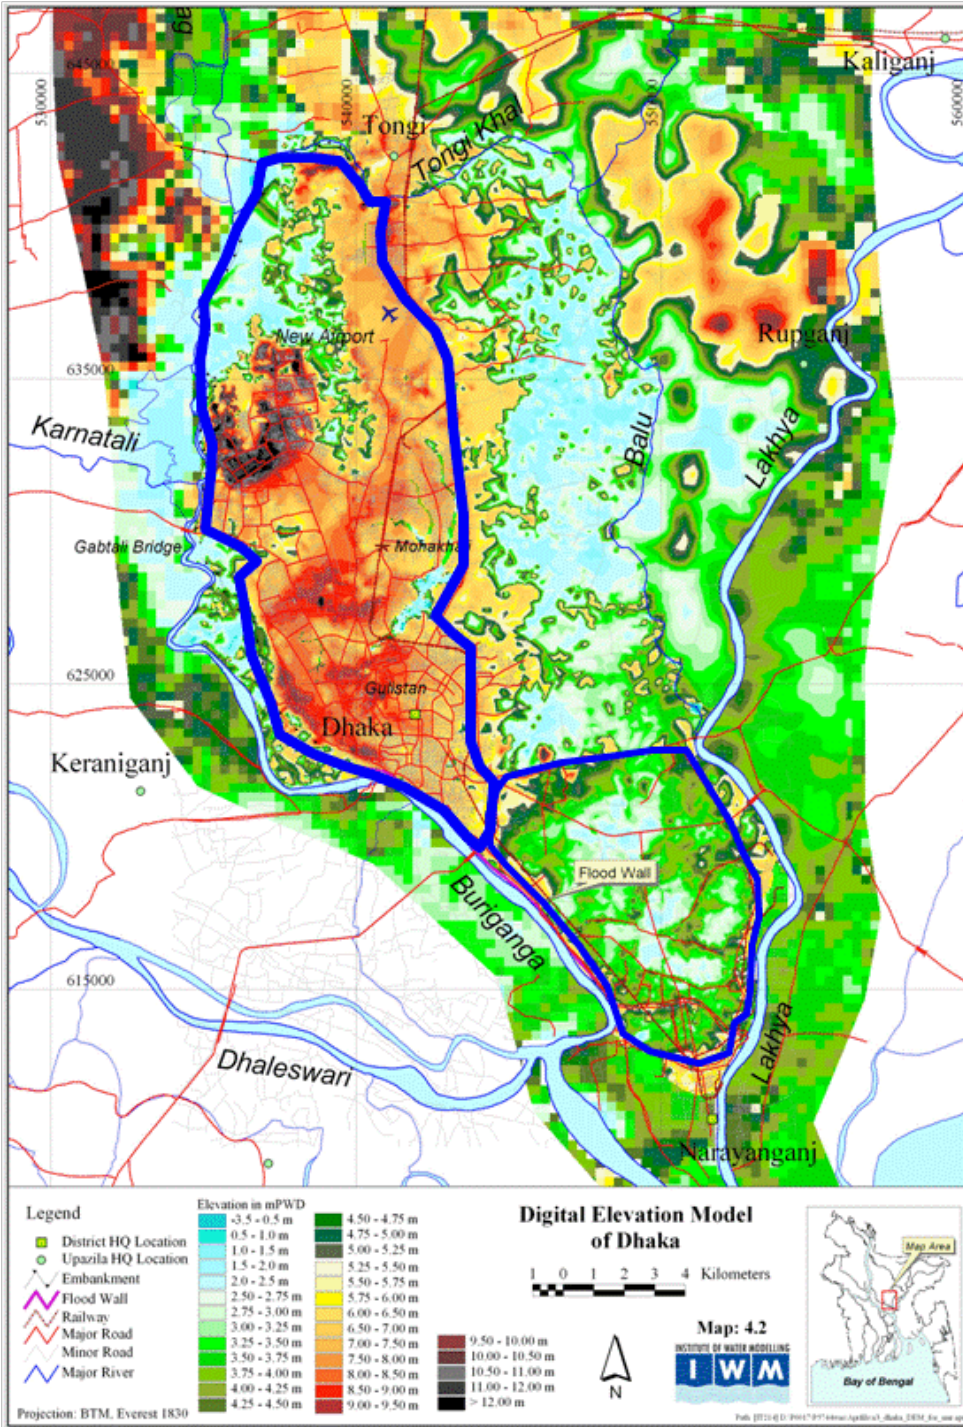 645000
530000
540000
550000
560000
Kaliganj
Tongi
Tongi Khal
New Airport
Rupganj
635000
Karnatali
Balu
Lakhya
Gabtali Bridge
Mohakhali
625000
Gulistan
Dhaka
Keraniganj
Flood Wall
Buriganga
615000
Dhaleswari
Lakhya
Narayanganj
Legend
District HQ Location
Upazila HQ Location
Embankment
Flood Wall
Railway
Major Road
Minor Road
Major River
Projection: BTM, Everest 1830
Elevation in mPWD
-3.5 - 0.5 m
0.5 - 1.0 m
1.0 - 1.5 m
1.5 - 2.0 m
2.0 - 2.5 m
2.50 - 2.75 m
2.75 - 3.00 m
3.00 - 3.25 m
3.25 - 3.50 m
3.50 - 3.75 m
3.75 - 4.00 m
4.00 - 4.25 m
4.25 - 4.50 m
4.50 - 4.75 m
4.75 - 5.00 m
5.00 - 5.25 m
5.25 - 5.50 m
5.50 - 5.75 m
5.75 - 6.00 m
6.00 - 6.50 m
6.50 - 7.00 m
7.00 - 7.50 m
7.50 - 8.00 m
8.00 - 8.50 m
8.50 - 9.00 m
9.00 - 9.50 m
9.50 - 10.00 m
10.00 - 10.50 m
10.50 - 11.00 m
11.00 - 12.00 m
> 12.00 m
Digital Elevation Model
of Dhaka
1 0 1 2 3 4 Kilometers
N
Map: 4.2
INSTITUTE OF WATER MODELLING
IWM
Map Area
Bay of Bengal